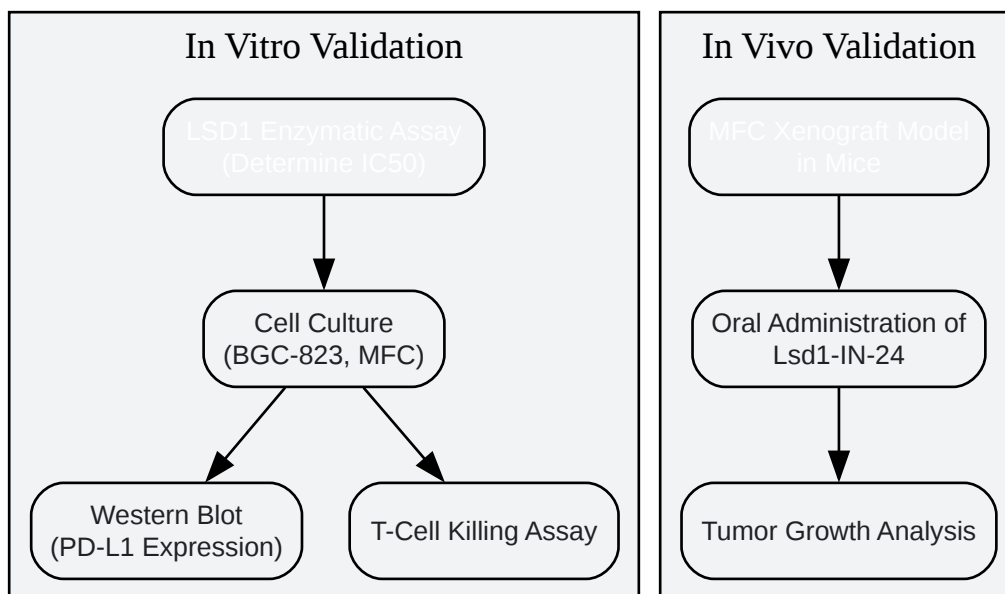 In Vitro Validation
LSD1 Enzymatic Assay
(Determine IC50)
Cell Culture
(BGC-823, MFC)
Western Blot
(PD-L1 Expression)
T-Cell Killing Assay
In Vivo Validation
MFC Xenograft Model
in Mice
Oral Administration of
Lsd1-IN-24
Tumor Growth Analysis